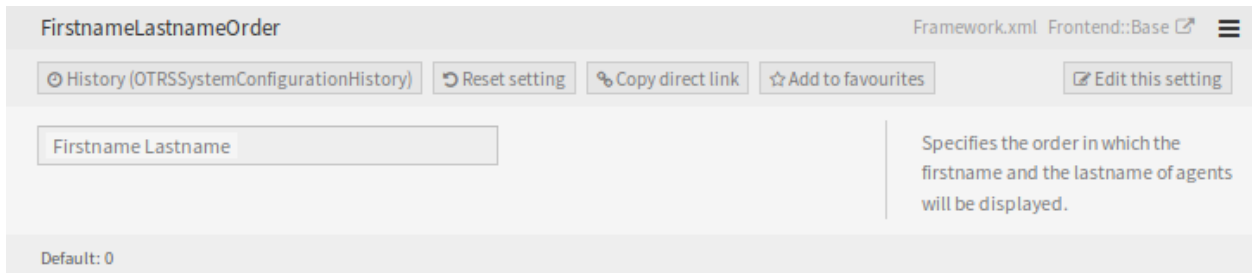 FirstnameLastnameOrder Framework.xml Frontend::Base
History (OTRSSystemConfigurationHistory) Reset setting Copy direct link Add to favourites Edit this setting
Firstname Lastname
Specifies the order in which the
firstname and the lastname of agents
will be displayed.
Default: 0